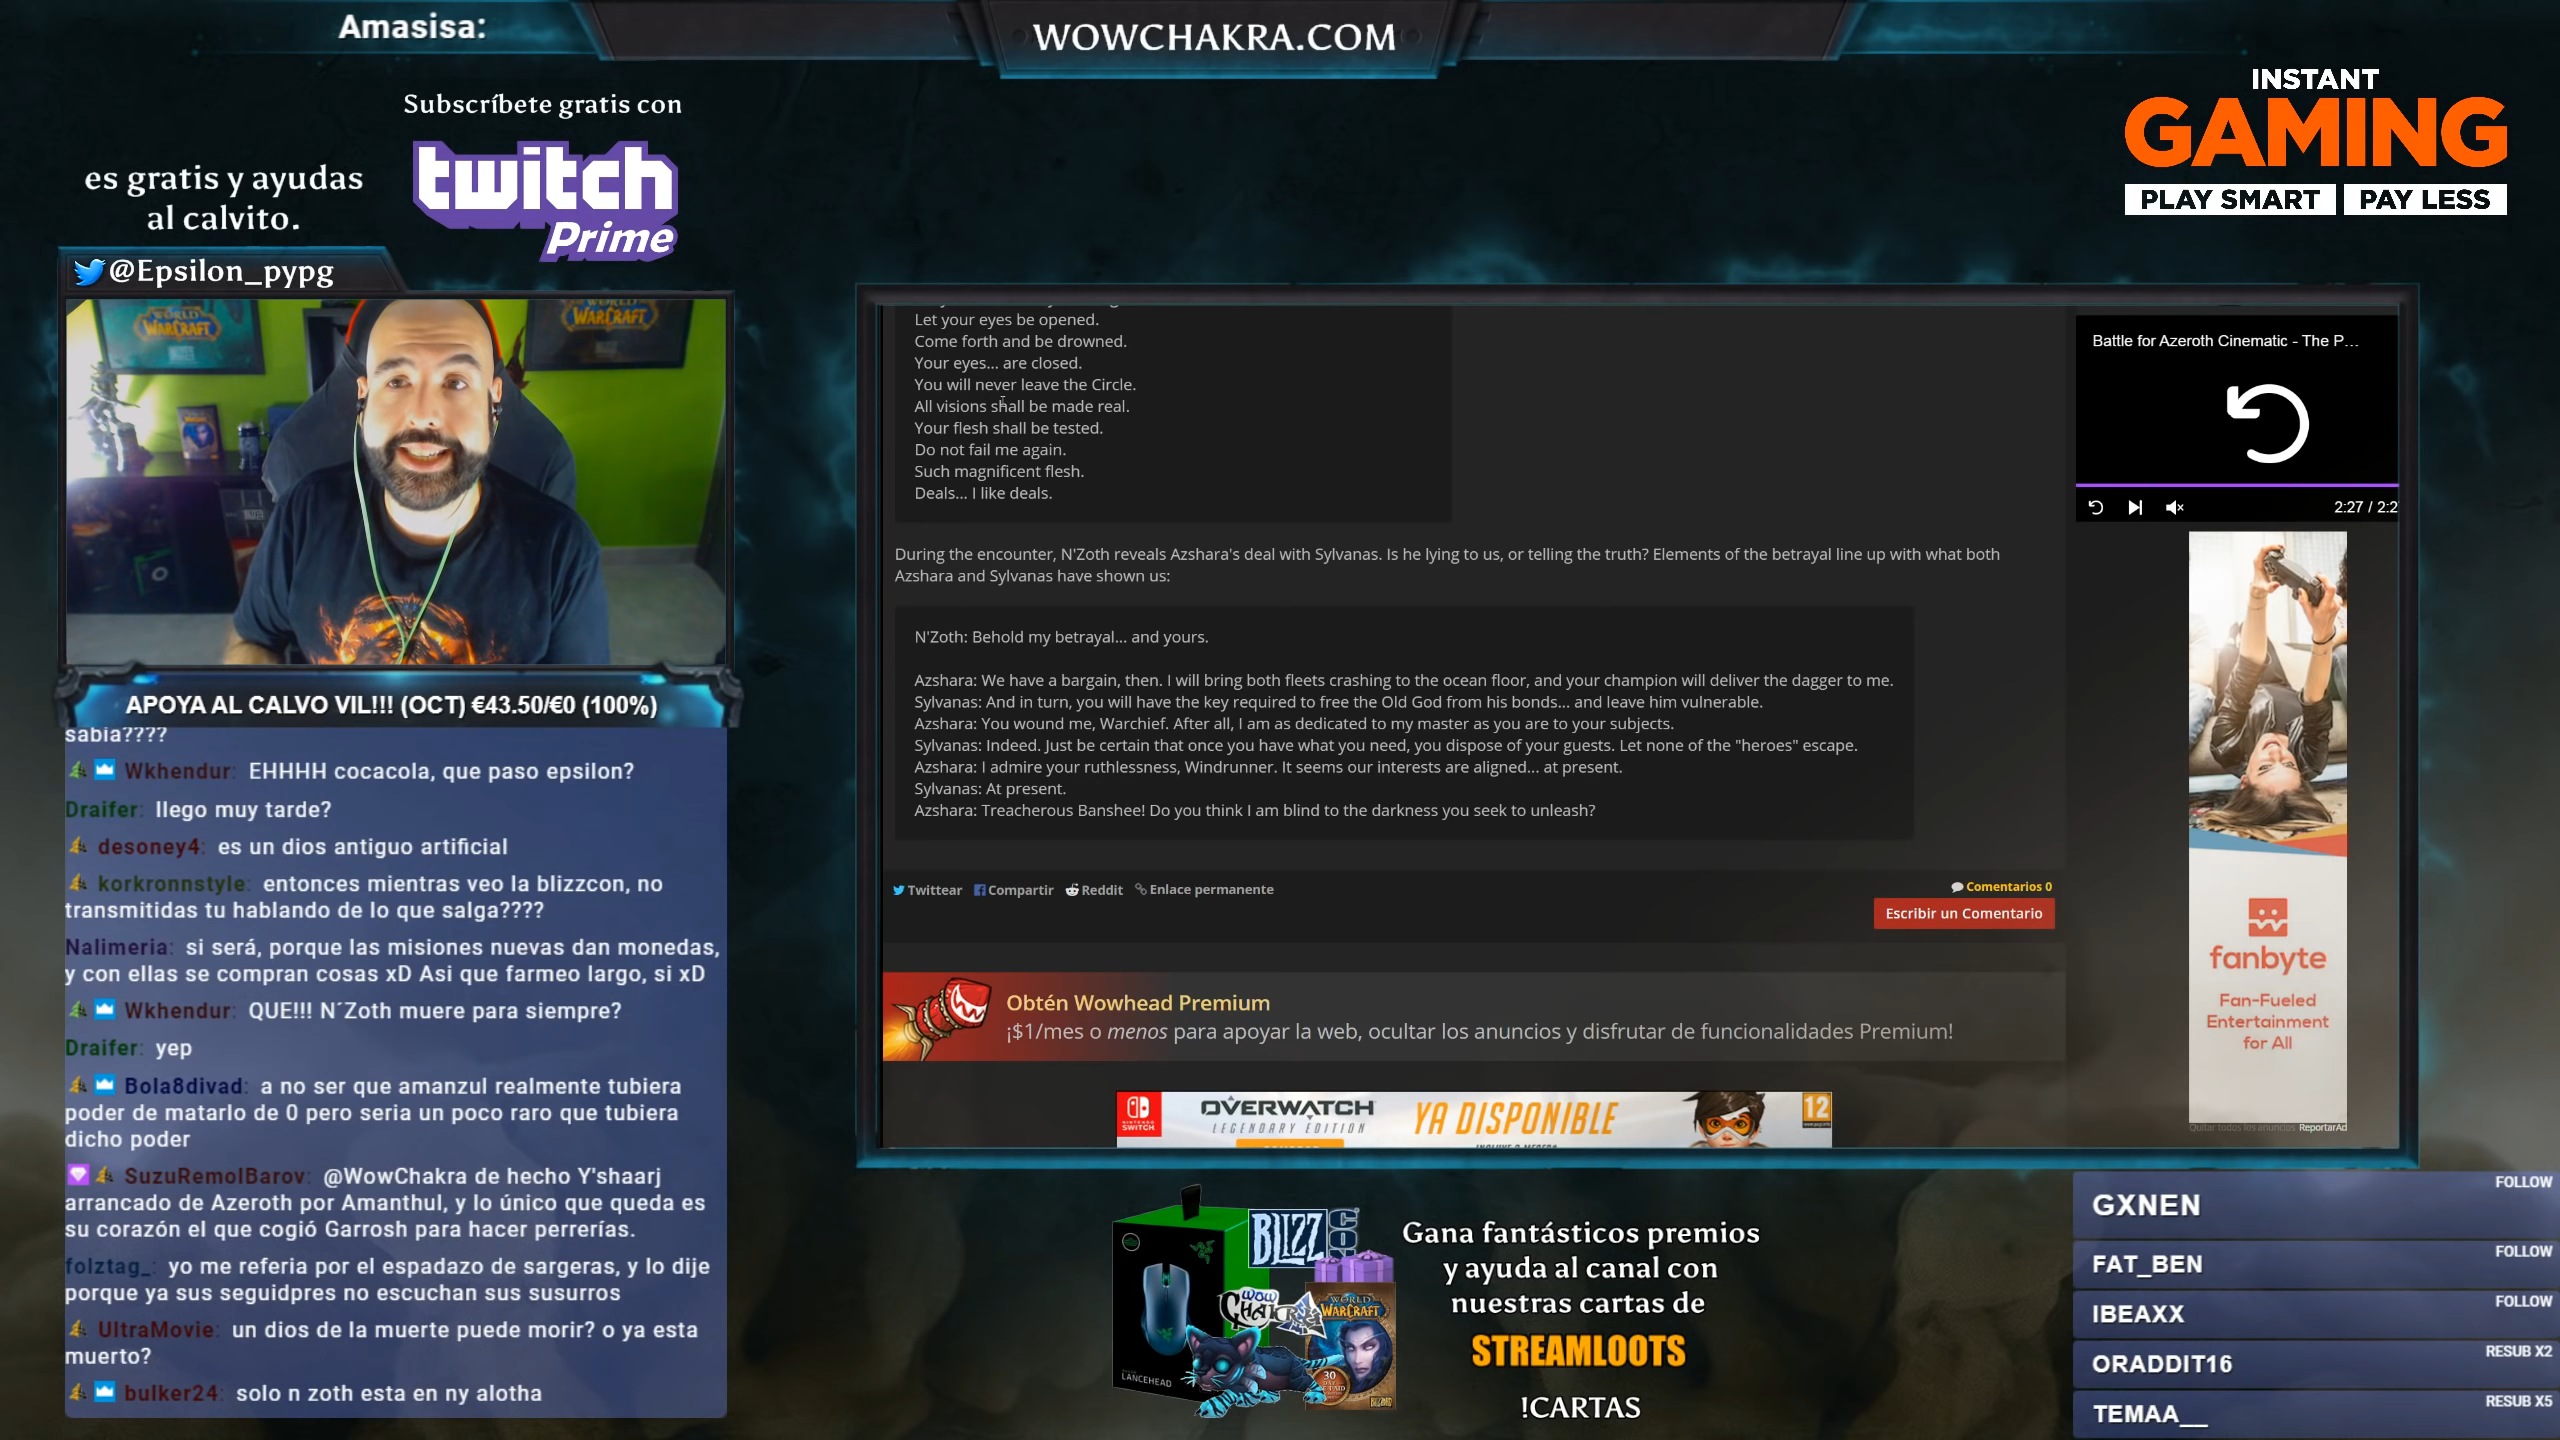 Amasisa:
WOWCHAKRA.COM
INSTANT
GAMING
PLAY SMART PAY LESS
Subscríbete gratis con
twitch
Prime
es gratis y ayudas
al calvito.
@Epsilon_pypg
WORLD
WARCRAFT
WORLD
WARCRAFT
APOYA AL CALVO VIL!!! (OCT) €43.50/€0 (100%)
sabia????
Wkhendur: EHHHH cocacola, que paso epsilon?
Draifer: llego muy tarde?
desoney4: es un dios antiguo artificial
korkronnstyle: entonces mientras veo la blizzcon, no
transmitidas tu hablando de lo que salga????
Nalimeria: si será, porque las misiones nuevas dan monedas,
y con ellas se compran cosas xD Asi que farmeo largo, si xD
Wkhendur: QUE!!! N´Zoth muere para siempre?
Draifer: yep
Bola8divad: a no ser que amanzul realmente tubiera
poder de matarlo de 0 pero seria un poco raro que tubiera
dicho poder
SuzuRemolBarov: @WowChakra de hecho Y'shaarj
arrancado de Azeroth por Amanthul, y lo único que queda es
su corazón el que cogió Garrosh para hacer perrerías.
folztag_: yo me referia por el espadazo de sargeras, y lo dije
porque ya sus seguidpres no escuchan sus susurros
UltraMovie: un dios de la muerte puede morir? o ya esta
muerto?
bulker24: solo n zoth esta en ny alotha
Let your eyes be opened.
Come forth and be drowned.
Your eyes... are closed.
You will never leave the Circle.
All visions shall be made real.
Your flesh shall be tested.
Do not fail me again.
Such magnificent flesh.
Deals... I like deals.
During the encounter, N'Zoth reveals Azshara's deal with Sylvanas. Is he lying to us, or telling the truth? Elements of the betrayal line up with what both
Azshara and Sylvanas have shown us:
N'Zoth: Behold my betrayal... and yours.
Azshara: We have a bargain, then. I will bring both fleets crashing to the ocean floor, and your champion will deliver the dagger to me.
Sylvanas: And in turn, you will have the key required to free the Old God from his bonds... and leave him vulnerable.
Azshara: You wound me, Warchief. After all, I am as dedicated to my master as you are to your subjects.
Sylvanas: Indeed. Just be certain that once you have what you need, you dispose of your guests. Let none of the "heroes" escape.
Azshara: I admire your ruthlessness, Windrunner. It seems our interests are aligned... at present.
Sylvanas: At present.
Azshara: Treacherous Banshee! Do you think I am blind to the darkness you seek to unleash?
Twittear Compartir Reddit Enlace permanente
Comentarios 0
Escribir un Comentario
Obtén Wowhead Premium
¡$1/mes o menos para apoyar la web, ocultar los anuncios y disfrutar de funcionalidades Premium!
NINTENDO
SWITCH
OVERWATCH
LEGENDARY EDITION
YA DISPONIBLE
12
Battle for Azeroth Cinematic - The P...
2:27 / 2:2
fanbyte
Fan-Fueled
Entertainment
for All
Quitar todos los anuncios ReportarAd
BLIZZ
CON
WOW
CHAKRA
WORLD
WARCRAFT
30
LANCEHEAD
Gana fantásticos premios
y ayuda al canal con
nuestras cartas de
STREAMLOOTS
!CARTAS
FOLLOW
GXNEN
FOLLOW
FAT_BEN
FOLLOW
IBEAXX
RESUB X2
ORADDIT16
RESUB X5
TEMAA__